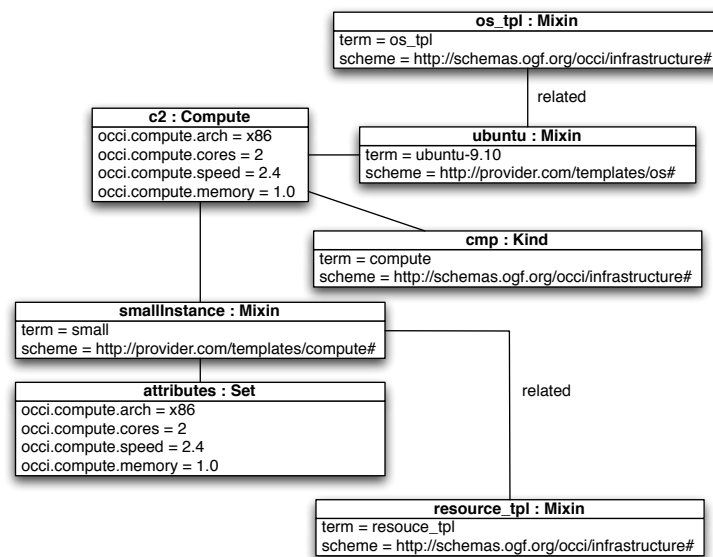 os_tpl : Mixin
term = os_tpl
scheme = http://schemas.ogf.org/occi/infrastructure#
related
c2 : Compute
occi.compute.arch = x86
occi.compute.cores = 2
occi.compute.speed = 2.4
occi.compute.memory = 1.0
ubuntu : Mixin
term = ubuntu-9.10
scheme = http://provider.com/templates/os#
cmp : Kind
term = compute
scheme = http://schemas.ogf.org/occi/infrastructure#
smallInstance : Mixin
term = small
scheme = http://provider.com/templates/compute#
attributes : Set
occi.compute.arch = x86
occi.compute.cores = 2
occi.compute.speed = 2.4
occi.compute.memory = 1.0
related
resource_tpl : Mixin
term = resouce_tpl
scheme = http://schemas.ogf.org/occi/infrastructure#